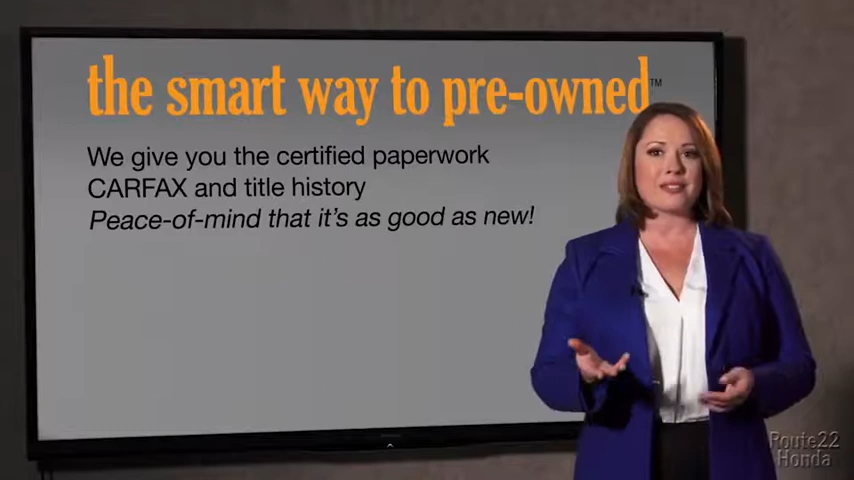 the smart way to pre-owned™
We give you the certified paperwork
CARFAX and title history
Peace-of-mind that it's as good as new!
Route22
Honda